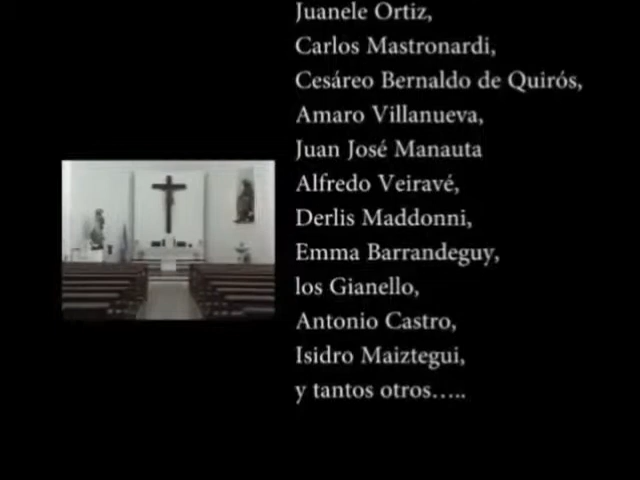 Juanele Ortiz,
Carlos Mastronardi,
Cesáreo Bernaldo de Quirós,
Amaro Villanueva,
Juan José Manauta
Alfredo Veiravé,
Derlis Maddonni,
Emma Barrandeguy,
los Gianello,
Antonio Castro,
Isidro Maiztegui,
y tantos otros.....